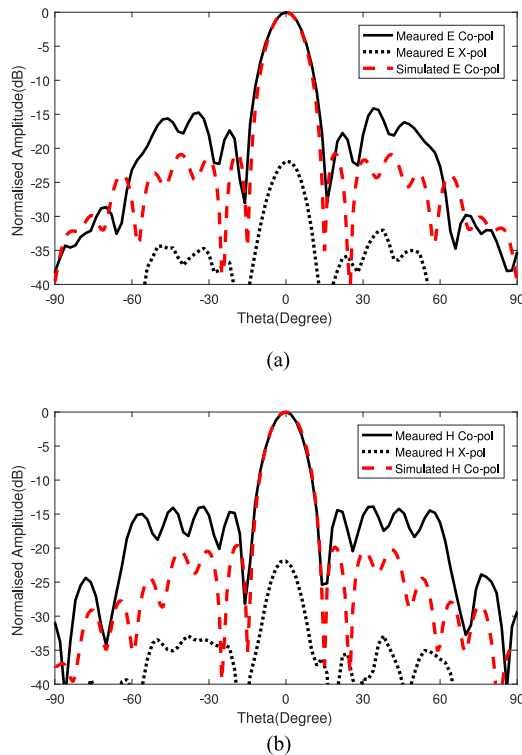 0
-5
-10
-15
-20
-25
-30
-35
-40
Normalised Amplitude(dB)
Meaured E Co-pol
Meaured E X-pol
Simulated E Co-pol
-90 -60 -30 0 30 60 90
Theta(Degree)
(a)
0
-5
-10
-15
-20
-25
-30
-35
-40
Normalised Amplitude(dB)
Meaured H Co-pol
Meaured H X-pol
Simulated H Co-pol
-90 -60 -30 0 30 60 90
Theta(Degree)
(b)